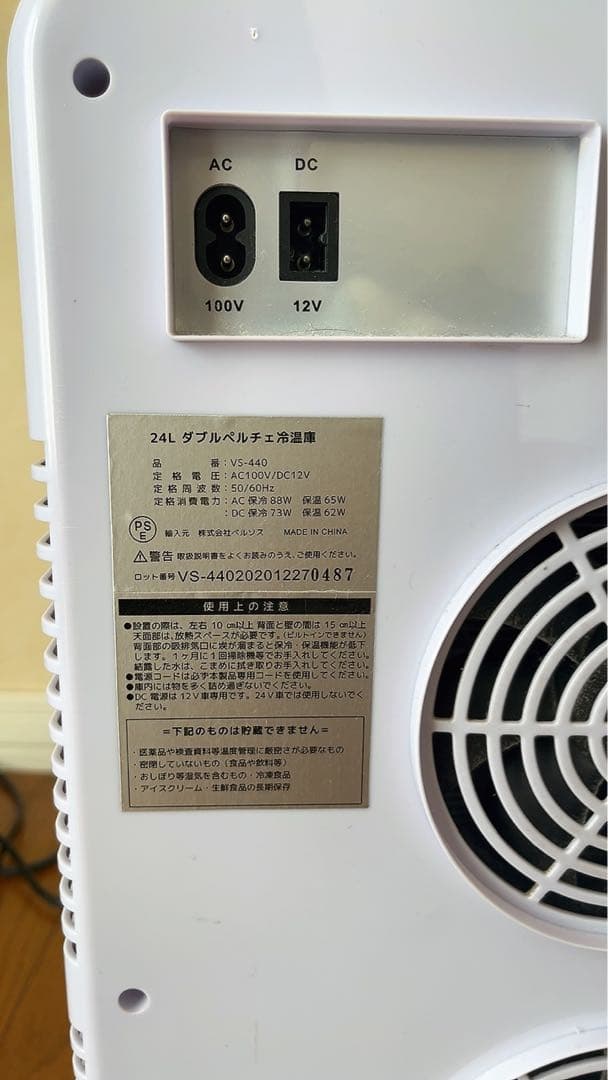 AC DC
100V 12V
24L ダブルペルチェ冷温庫
品番：VS-440
定格電圧：AC100V/DC12V
定格周波数：50/60Hz
定格消費電力：AC 保冷 88W 保温 65W
：DC 保冷 73W 保温 62W
PSE 輸入元 株式会社ベルソス MADE IN CHINA
⚠警告 取扱説明書をよくお読みのうえ、ご使用ください。
ロット番号 VS-440202012270487
使用上の注意
●設置の際は、左右 10 ㎝以上 背面と壁の間は 15 ㎝以上
天面部は、放熱スペースが必要です。(ビルトインできません)
背面部の吸排気口に埃が溜まると保冷・保温機能が低下
します。1ヶ月に1回掃除機等でお手入れしてください。
結露した水は、こまめに拭き取りお手入れしてください。
●電源コードは必ず本製品専用コードを使用してください。
●庫内には物を多く詰め過ぎないでください。
●DC 電源は 12V 車専用です。24V 車では使用しないでく
ださい。
=下記のものは貯蔵できません=
・医薬品や検査資料等温度管理に厳密さが必要なもの
・密閉していないもの（食品や飲料等）
・おしぼり等湿気を含むもの・冷凍食品
・アイスクリーム・生鮮食品の長期保存